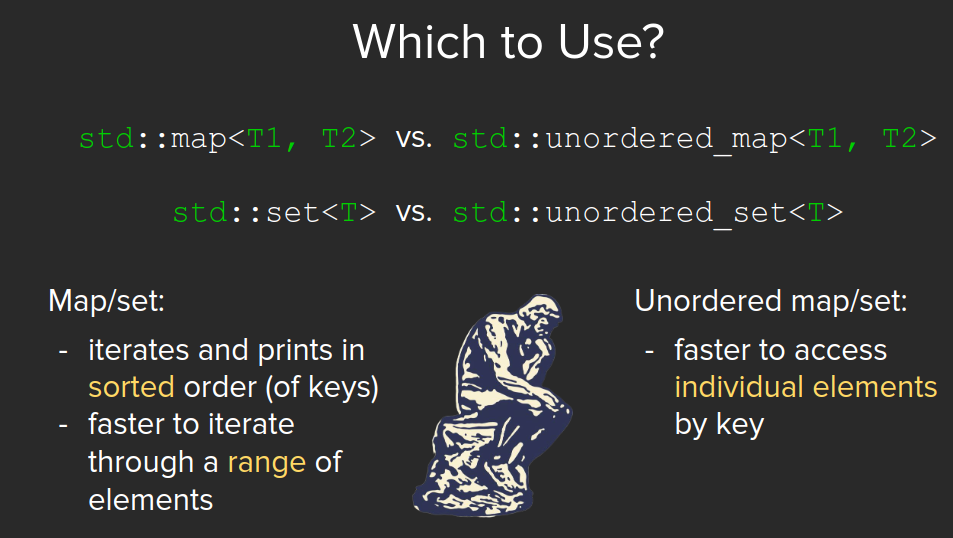 Which to Use?
std::map<T1, T2> vs. std::unordered_map<T1, T2>
std::set<T> vs. std::unordered_set<T>
Map/set:
- iterates and prints in
sorted order (of keys)
- faster to iterate
through a range of
elements
Unordered map/set:
- faster to access
individual elements
by key